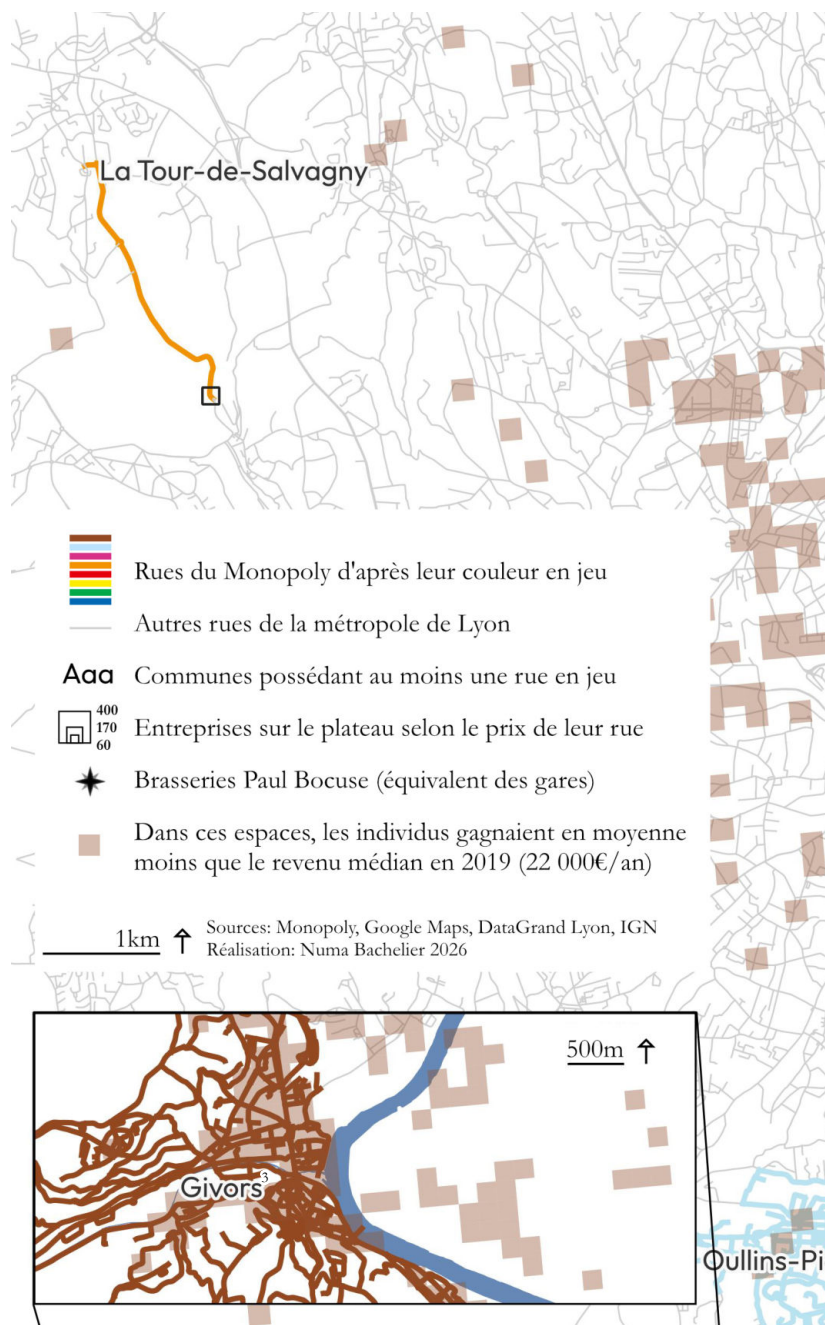 La Tour-de-Salvagny
Rues du Monopoly d'après leur couleur en jeu
Autres rues de la métropole de Lyon
Aaa Communes possédant au moins une rue en jeu
400
170
60
Entreprises sur le plateau selon le prix de leur rue
Brasseries Paul Bocuse (équivalent des gares)
Dans ces espaces, les individus gagnaient en moyenne
moins que le revenu médian en 2019 (22 000€/an)
1km
Sources: Monopoly, Google Maps, DataGrand Lyon, IGN
Réalisation: Numa Bachelier 2026
500m
Givors³
Oullins-Pi